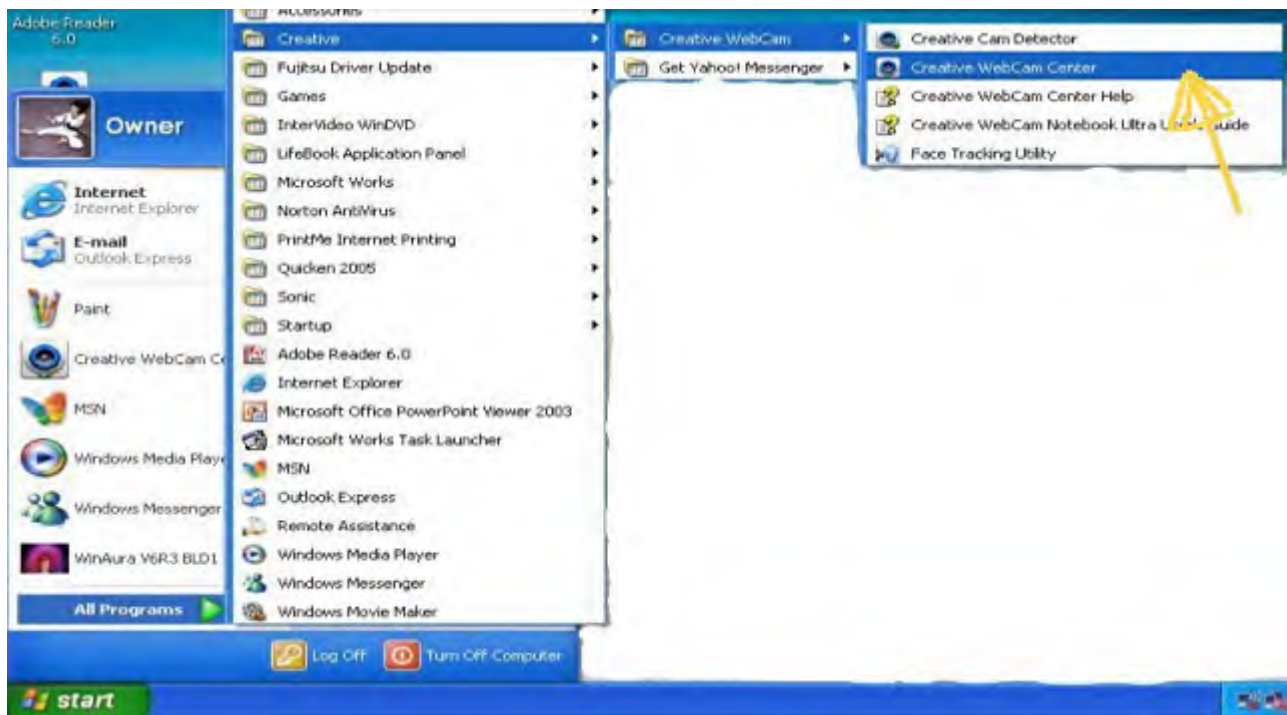 Adobe Reader
6.0
Owner
Internet
Internet Explorer
E-mail
Outlook Express
Paint
Creative WebCam Ce
MSN
Windows Media Playe
Windows Messenger
WinAura V6R3 BLD1
All Programs
Accessories
Creative
Fujitsu Driver Update
Games
InterVideo WinDVD
LifeBook Application Panel
Microsoft Works
Norton AntiVirus
PrintMe Internet Printing
Quicken 2005
Sonic
Startup
Adobe Reader 6.0
Internet Explorer
Microsoft Office PowerPoint Viewer 2003
Microsoft Works Task Launcher
MSN
Outlook Express
Remote Assistance
Windows Media Player
Windows Messenger
Windows Movie Maker
Creative WebCam
Get Yahoo! Messenger
Creative Cam Detector
Creative WebCam Center
Creative WebCam Center Help
Creative WebCam Notebook Ultra Guide
Face Tracking Utility
Log Off
Turn Off Computer
start